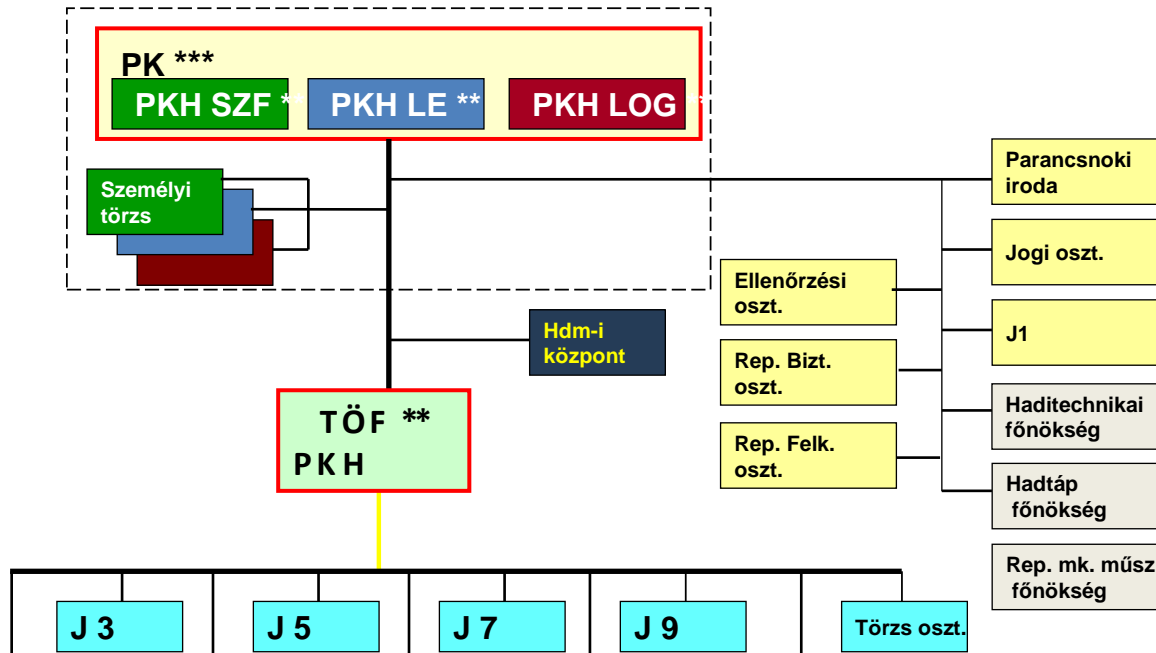 PK ***
PKH SZF **
PKH LE **
PKH LOG **
Személyi
törzs
Parancsnoki
iroda
Jogi oszt.
Ellenőrzési
oszt.
J1
Hdm-i
központ
Rep. Bizt.
oszt.
Haditechnikai
főnökség
TÖF **
PKH
Rep. Felk.
oszt.
Hadtáp
főnökség
Rep. mk. műsz
főnökség
J 3
J 5
J 7
J 9
Törzs oszt.